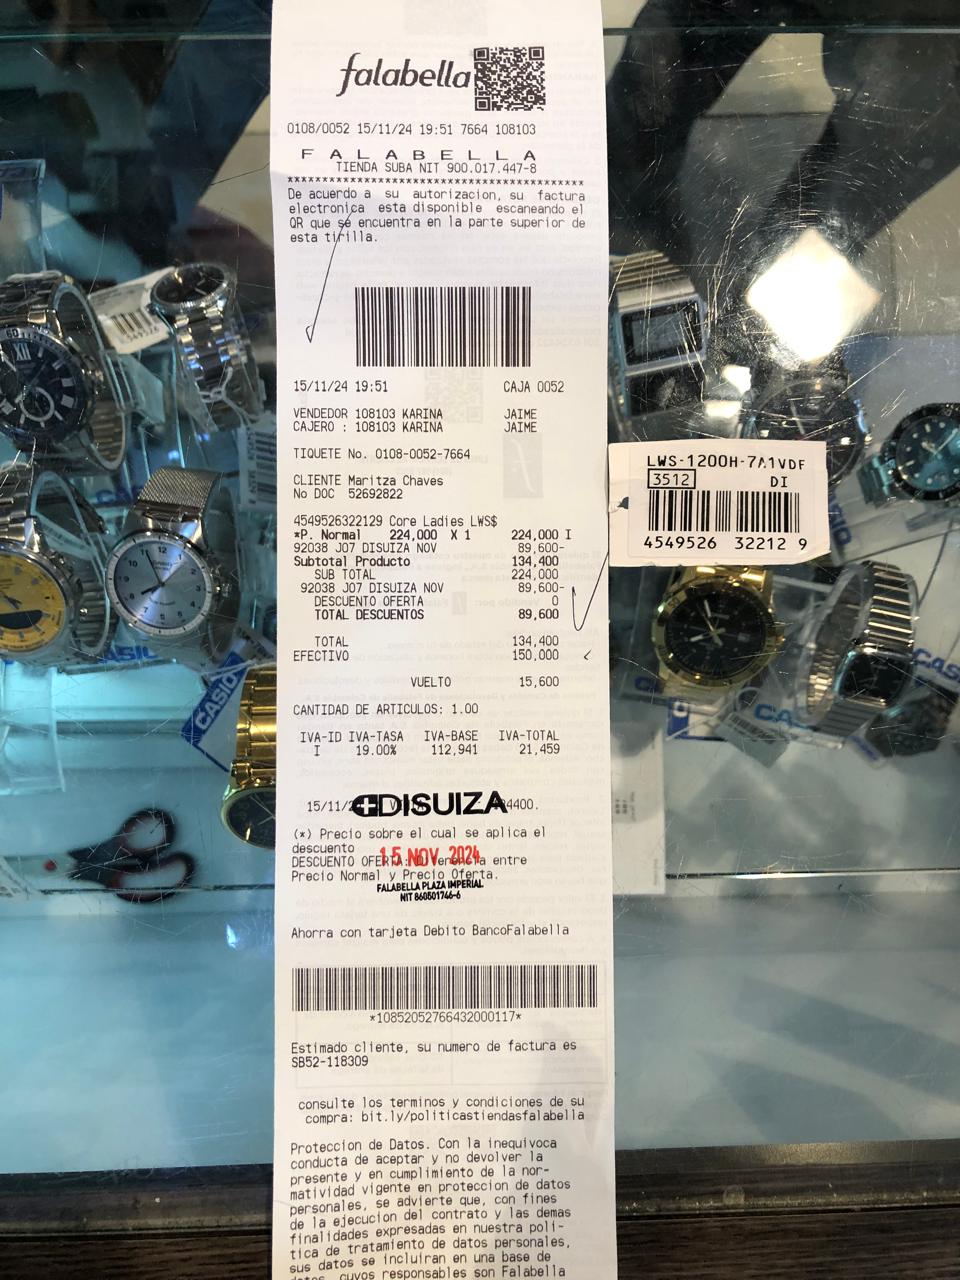 falabella
0108/0052 15/11/24 19:51 7664 108103
F A L A B E L L A
TIENDA SUBA NIT 900.017.447-8
De acuerdo a su autorizacion, su factura
electronica esta disponible escaneando el
QR que se encuentra en la parte superior de
esta tirilla.
15/11/24 19:51 CAJA 0052
VENDEDOR 108103 KARINA JAIME
CAJERO : 108103 KARINA JAIME
TIQUETE No. 0108-0052-7664
CLIENTE Maritza Chaves
No DOC 52692822
4549526322129 Core Ladies LWS$
*P. Normal 224,000 X 1 224,000 I
92038 J07 DISUIZA NOV 89,600-
Subtotal Producto 134,400
SUB TOTAL 224,000
92038 J07 DISUIZA NOV 89,600-
DESCUENTO OFERTA 0
TOTAL DESCUENTOS 89,600
TOTAL 134,400
EFECTIVO 150,000
VUELTO 15,600
CANTIDAD DE ARTICULOS: 1.00
IVA-ID IVA-TASA IVA-BASE IVA-TOTAL
I 19.00% 112,941 21,459
15/11/2 4400.
DISUIZA
(*) Precio sobre el cual se aplica el
descuento
15 NOV 2024
DESCUENTO OFERTA: entre
Precio Normal y Precio Oferta.
FALABELLA PLAZA IMPERIAL
NIT 860501746-6
Ahorra con tarjeta Debito BancoFalabella
*10852052766432000117*
Estimado cliente, su numero de factura es
SB52-118309
consulte los terminos y condiciones de su
compra: bit.ly/politicastiendasfalabella
Proteccion de Datos. Con la inequivoca
conducta de aceptar y no devolver la
presente y en cumplimiento de la nor-
matividad vigente en proteccion de datos
personales, se advierte que, con fines
de la ejecucion del contrato y las demas
finalidades expresadas en nuestra poli-
tica de tratamiento de datos personales,
sus datos se incluiran en una base de
datos, cuyos responsables son Falabella
LWS-1200H-7A1VDF
3512 DI
4549526 32212 9
CASIO
CASIO
CASIO
CASIO